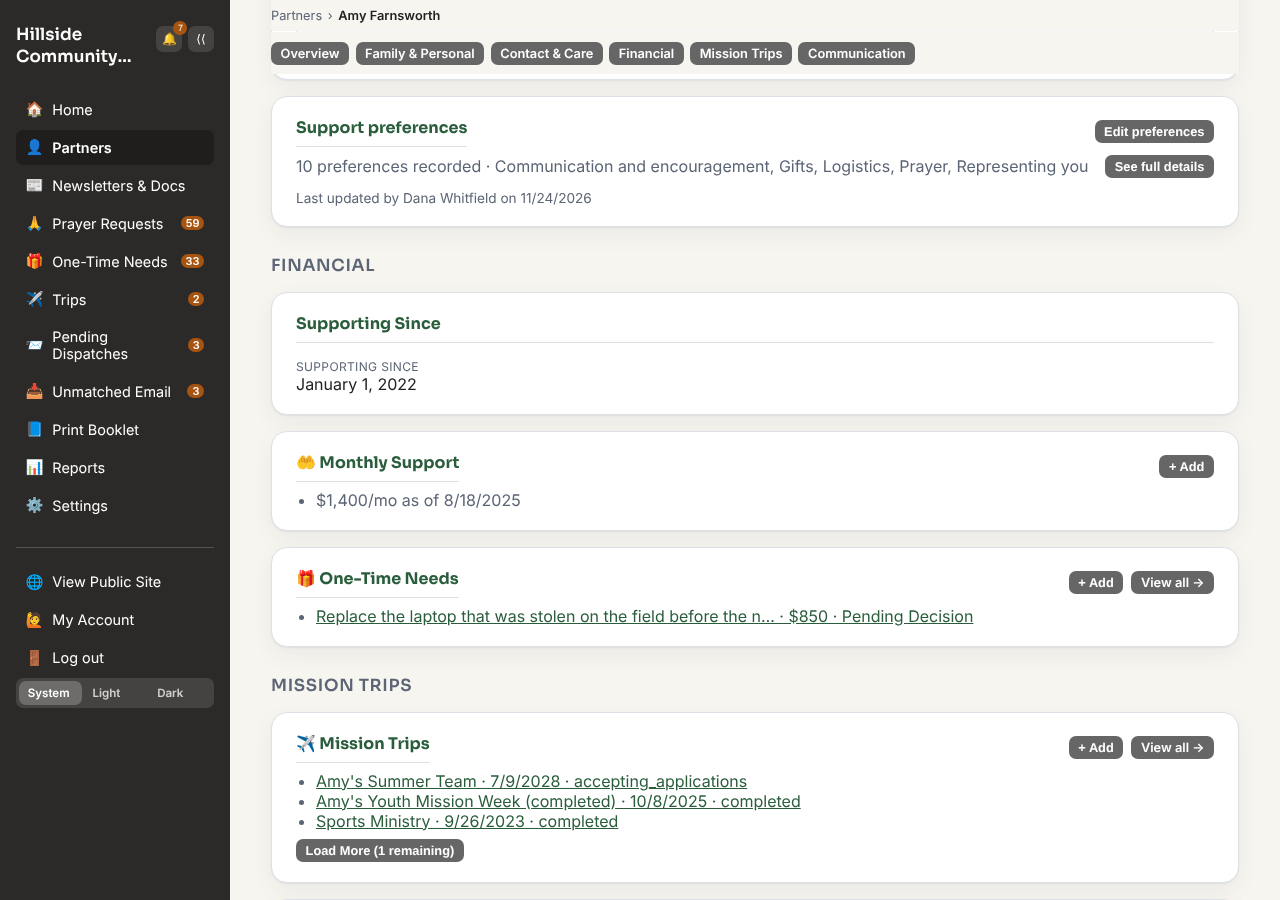 Hillside
Community...
7
⟨⟨
Home
Partners
Newsletters & Docs
Prayer Requests 59
One-Time Needs 33
Trips 2
Pending
Dispatches 3
Unmatched Email 3
Print Booklet
Reports
Settings
View Public Site
My Account
Log out
System Light Dark
Partners › Amy Farnsworth
Overview Family & Personal Contact & Care Financial Mission Trips Communication
Support preferences
Edit preferences
10 preferences recorded · Communication and encouragement, Gifts, Logistics, Prayer, Representing you
See full details
Last updated by Dana Whitfield on 11/24/2026
FINANCIAL
Supporting Since
SUPPORTING SINCE
January 1, 2022
Monthly Support
+ Add
• $1,400/mo as of 8/18/2025
One-Time Needs
+ Add View all →
• Replace the laptop that was stolen on the field before the n... · $850 · Pending Decision
MISSION TRIPS
Mission Trips
+ Add View all →
• Amy's Summer Team · 7/9/2028 · accepting_applications
• Amy's Youth Mission Week (completed) · 10/8/2025 · completed
• Sports Ministry · 9/26/2023 · completed
Load More (1 remaining)